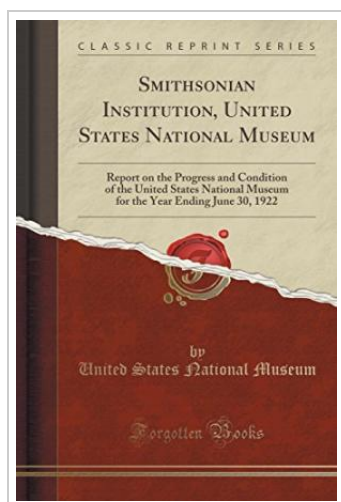 CLASSIC REPRINT SERIES
SMITHSONIAN
INSTITUTION, UNITED
STATES NATIONAL MUSEUM
Report on the Progress and Condition
of the United States National Museum
for the Year Ending June 30, 1922
by
United States National Museum
Forgotten Books